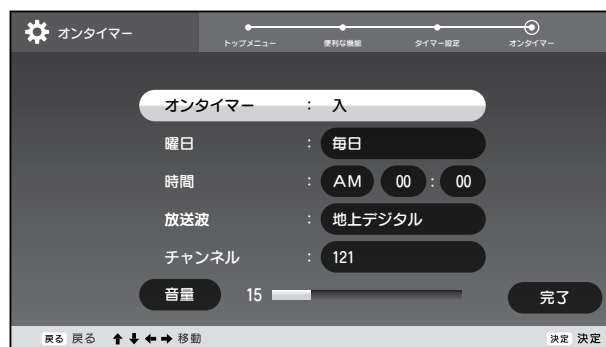 オンタイマー
トップメニュー 便利な機能 タイマー設定 オンタイマー
オンタイマー : 入
曜日 : 毎日
時間 : AM 00 : 00
放送波 : 地上デジタル
チャンネル : 121
音量 15 完了
戻る 戻る ↑ ↓ ← → 移動 決定 決定